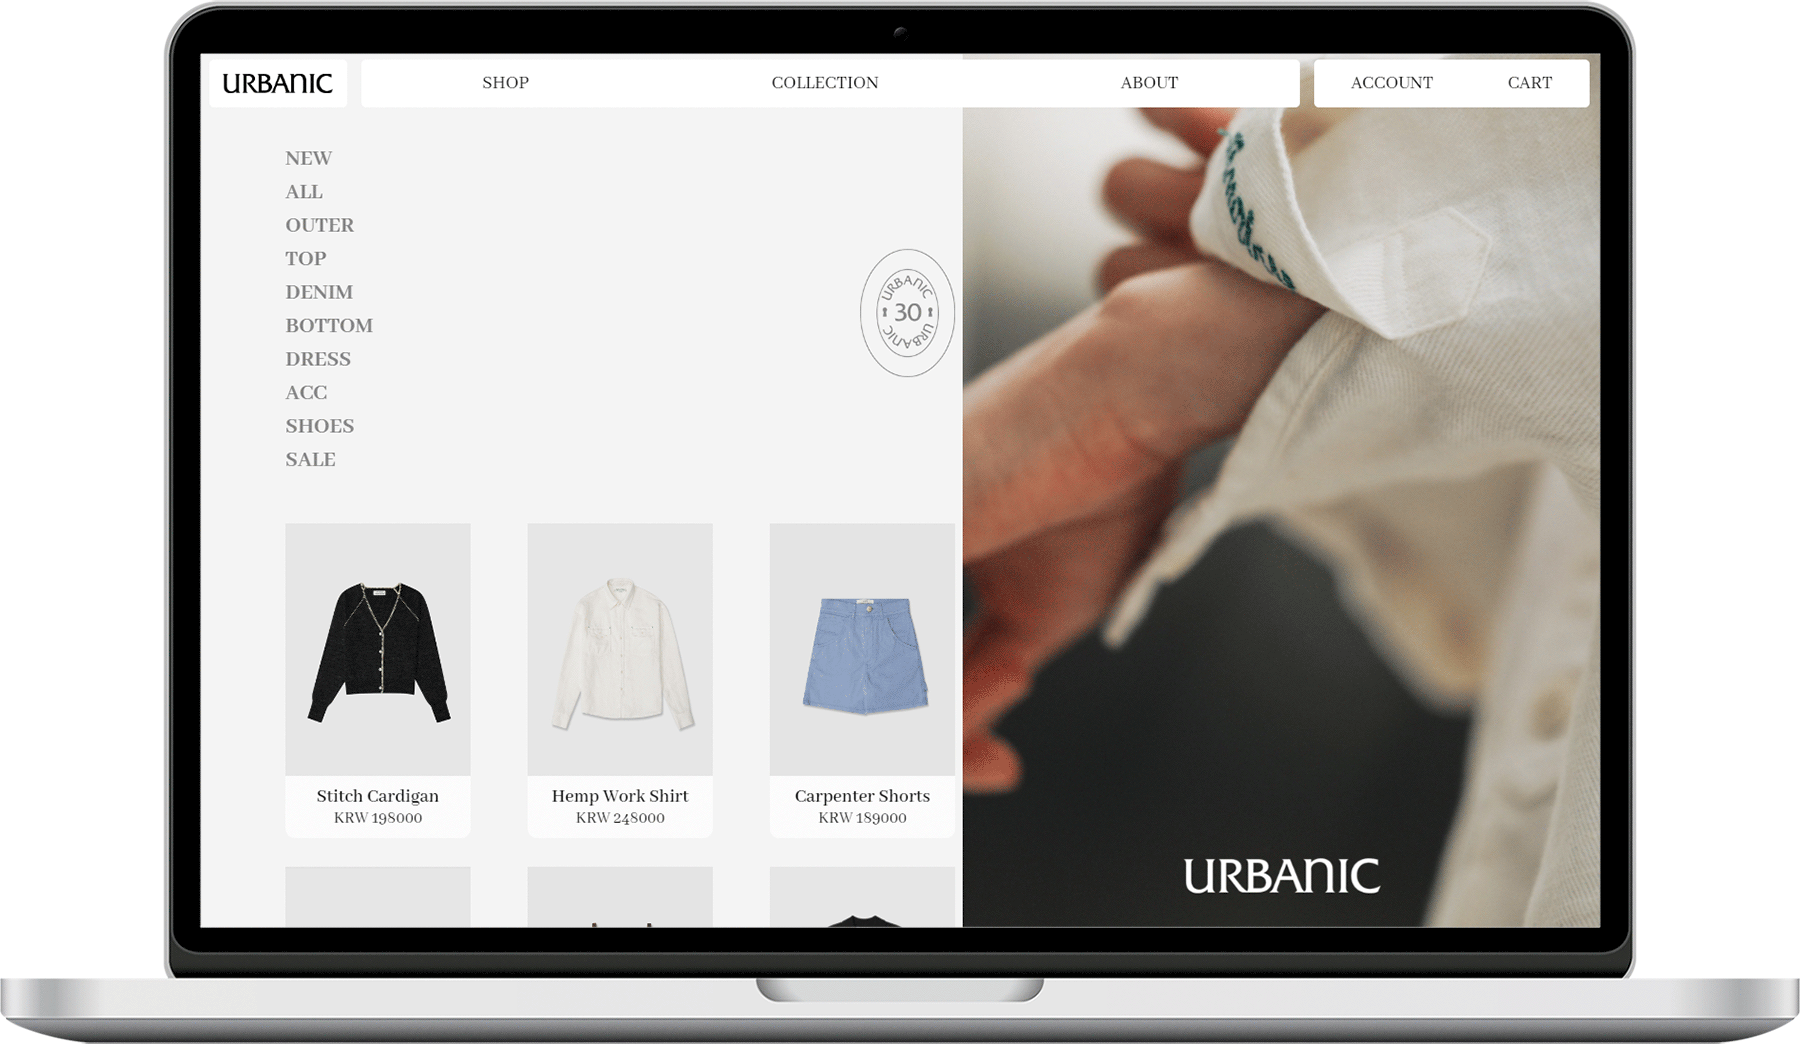 URBANIC
SHOP
COLLECTION
ABOUT
ACCOUNT
CART
NEW
ALL
OUTER
TOP
DENIM
BOTTOM
DRESS
ACC
SHOES
SALE
URBANIC
30
URBANIC
Stitch Cardigan
KRW 198000
Hemp Work Shirt
KRW 248000
Carpenter Shorts
KRW 189000
URBANIC